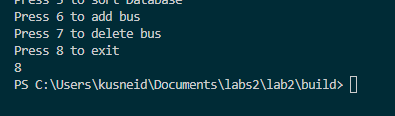 Press 5 to sort Database
Press 6 to add bus
Press 7 to delete bus
Press 8 to exit
8
PS C:\Users\kusneid\Documents\labs2\lab2\build>